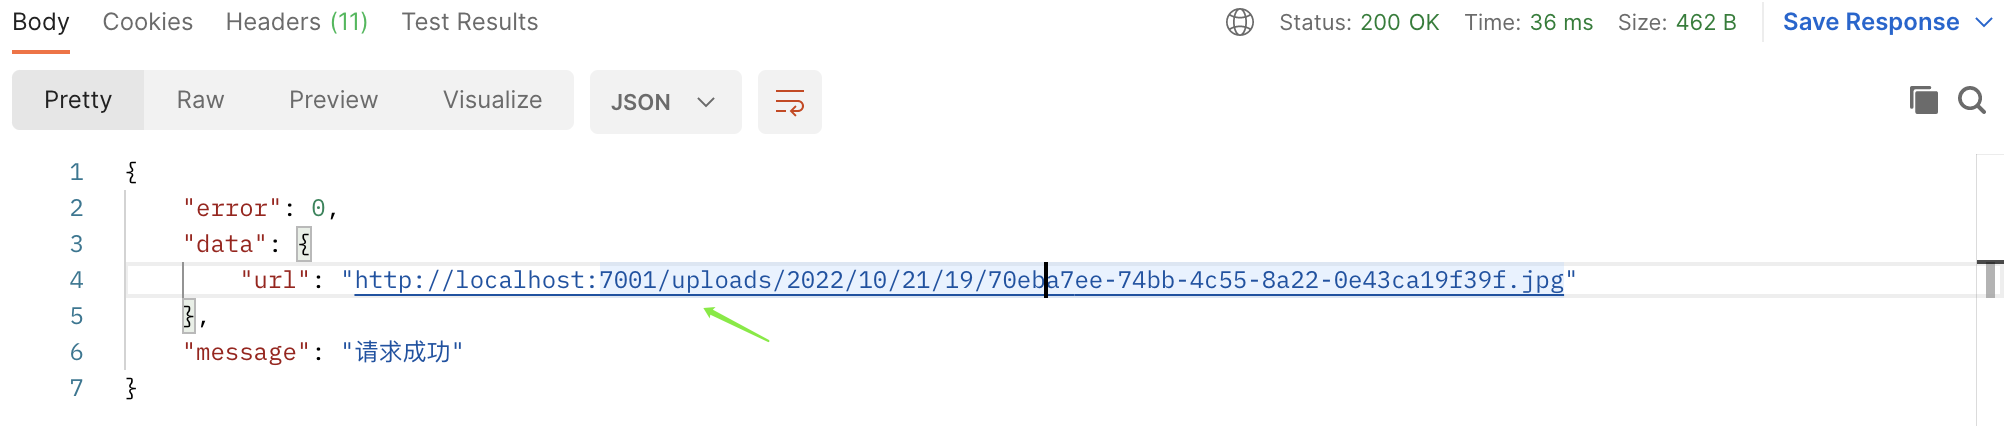 Body Cookies Headers (11) Test Results Status: 200 OK Time: 36 ms Size: 462 B Save Response
Pretty Raw Preview Visualize JSON
1 {
2 "error": 0,
3 "data": {
4 "url": "http://localhost:7001/uploads/2022/10/21/19/70eba7ee-74bb-4c55-8a22-0e43ca19f39f.jpg"
5 },
6 "message": "请求成功"
7 }